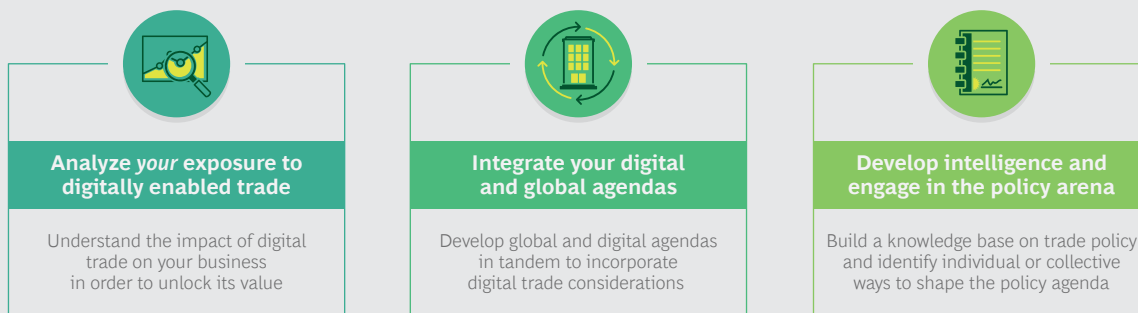 Analyze your exposure to
digitally enabled trade
Understand the impact of digital
trade on your business
in order to unlock its value
Integrate your digital
and global agendas
Develop global and digital agendas
in tandem to incorporate
digital trade considerations
Develop intelligence and
engage in the policy arena
Build a knowledge base on trade policy
and identify individual or collective
ways to shape the policy agenda